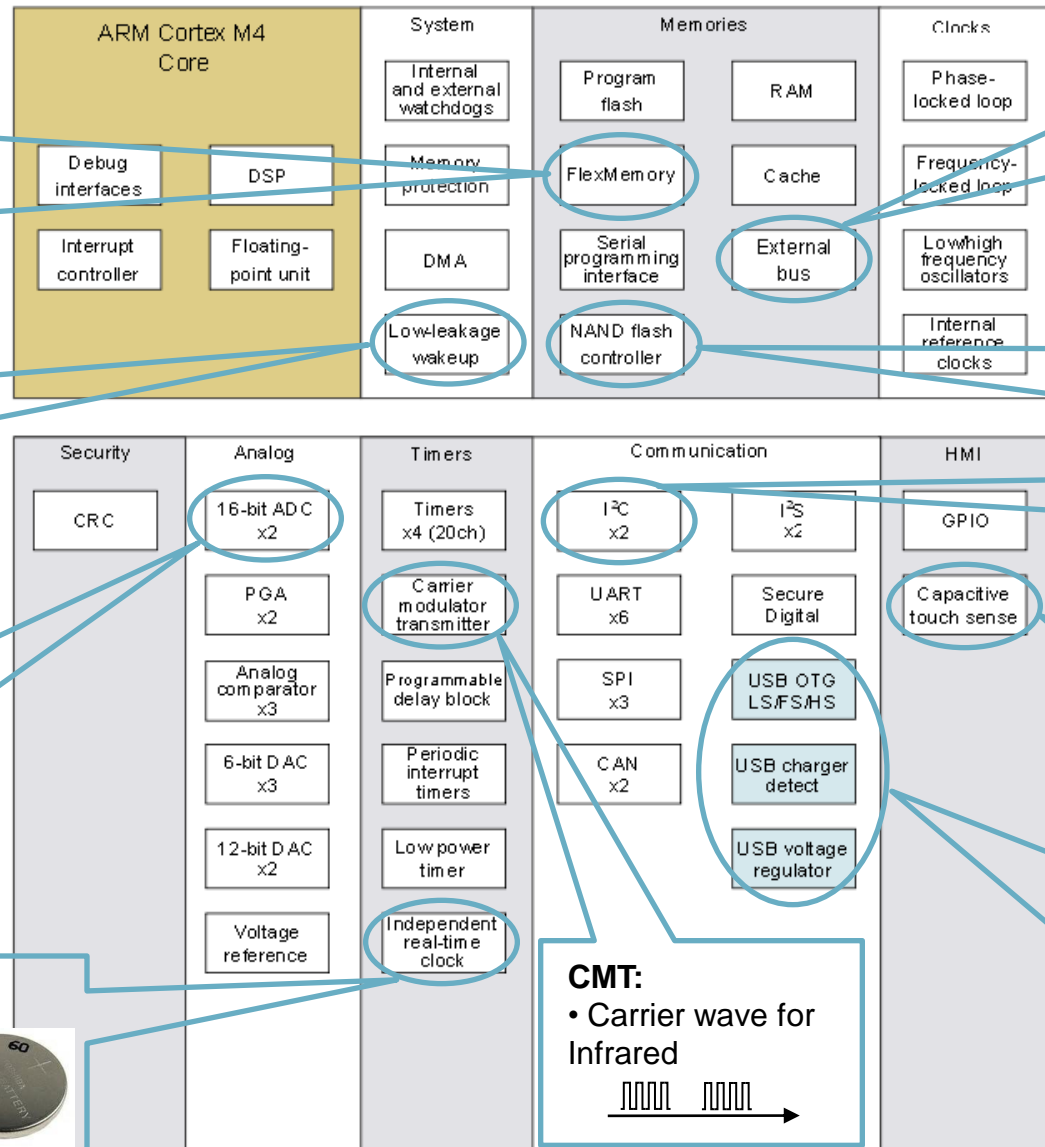 ARM Cortex M4
Core
Debug
interfaces
DSP
Interrupt
controller
Floating-
point unit
System
Internal
and external
watchdogs
Memory
protection
DMA
Low-leakage
wakeup
Memories
Program
flash
RAM
FlexMemory
Cache
Serial
programming
interface
External
bus
NAND flash
controller
Clocks
Phase-
locked loop
Frequency-
locked loop
Low/high
frequency
oscillators
Internal
reference
clocks
Security
CRC
Analog
16-bit ADC
x2
PGA
x2
Analog
comparator
x3
6-bit DAC
x3
12-bit DAC
x2
Voltage
reference
Timers
Timers
x4 (20ch)
Carrier
modulator
transmitter
Programmable
delay block
Periodic
interrupt
timers
Low power
timer
Independent
real-time
clock
Communication
I²C
x2
I²S
x2
UART
x6
Secure
Digital
SPI
x3
USB OTG
LS/FS/HS
CAN
x2
USB charger
detect
USB voltage
regulator
HMI
GPIO
Capacitive
touch sense
CMT:
• Carrier wave for
Infrared